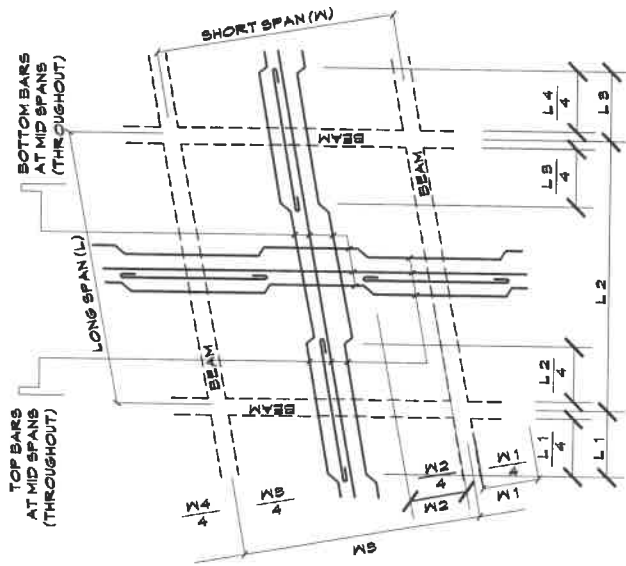 TOP BARS
AT MID SPANS
(THROUGHOUT)
BOTTOM BARS
AT MID SPANS
(THROUGHOUT)
LONG SPAN (L)
SHORT SPAN (W)
BEAM
BEAM
BEAM
BEAM
W4
4
W3
4
W2
4
W1
4
W3
W2
W1
L1
4
L2
4
L3
4
L4
4
L1
L2
L3